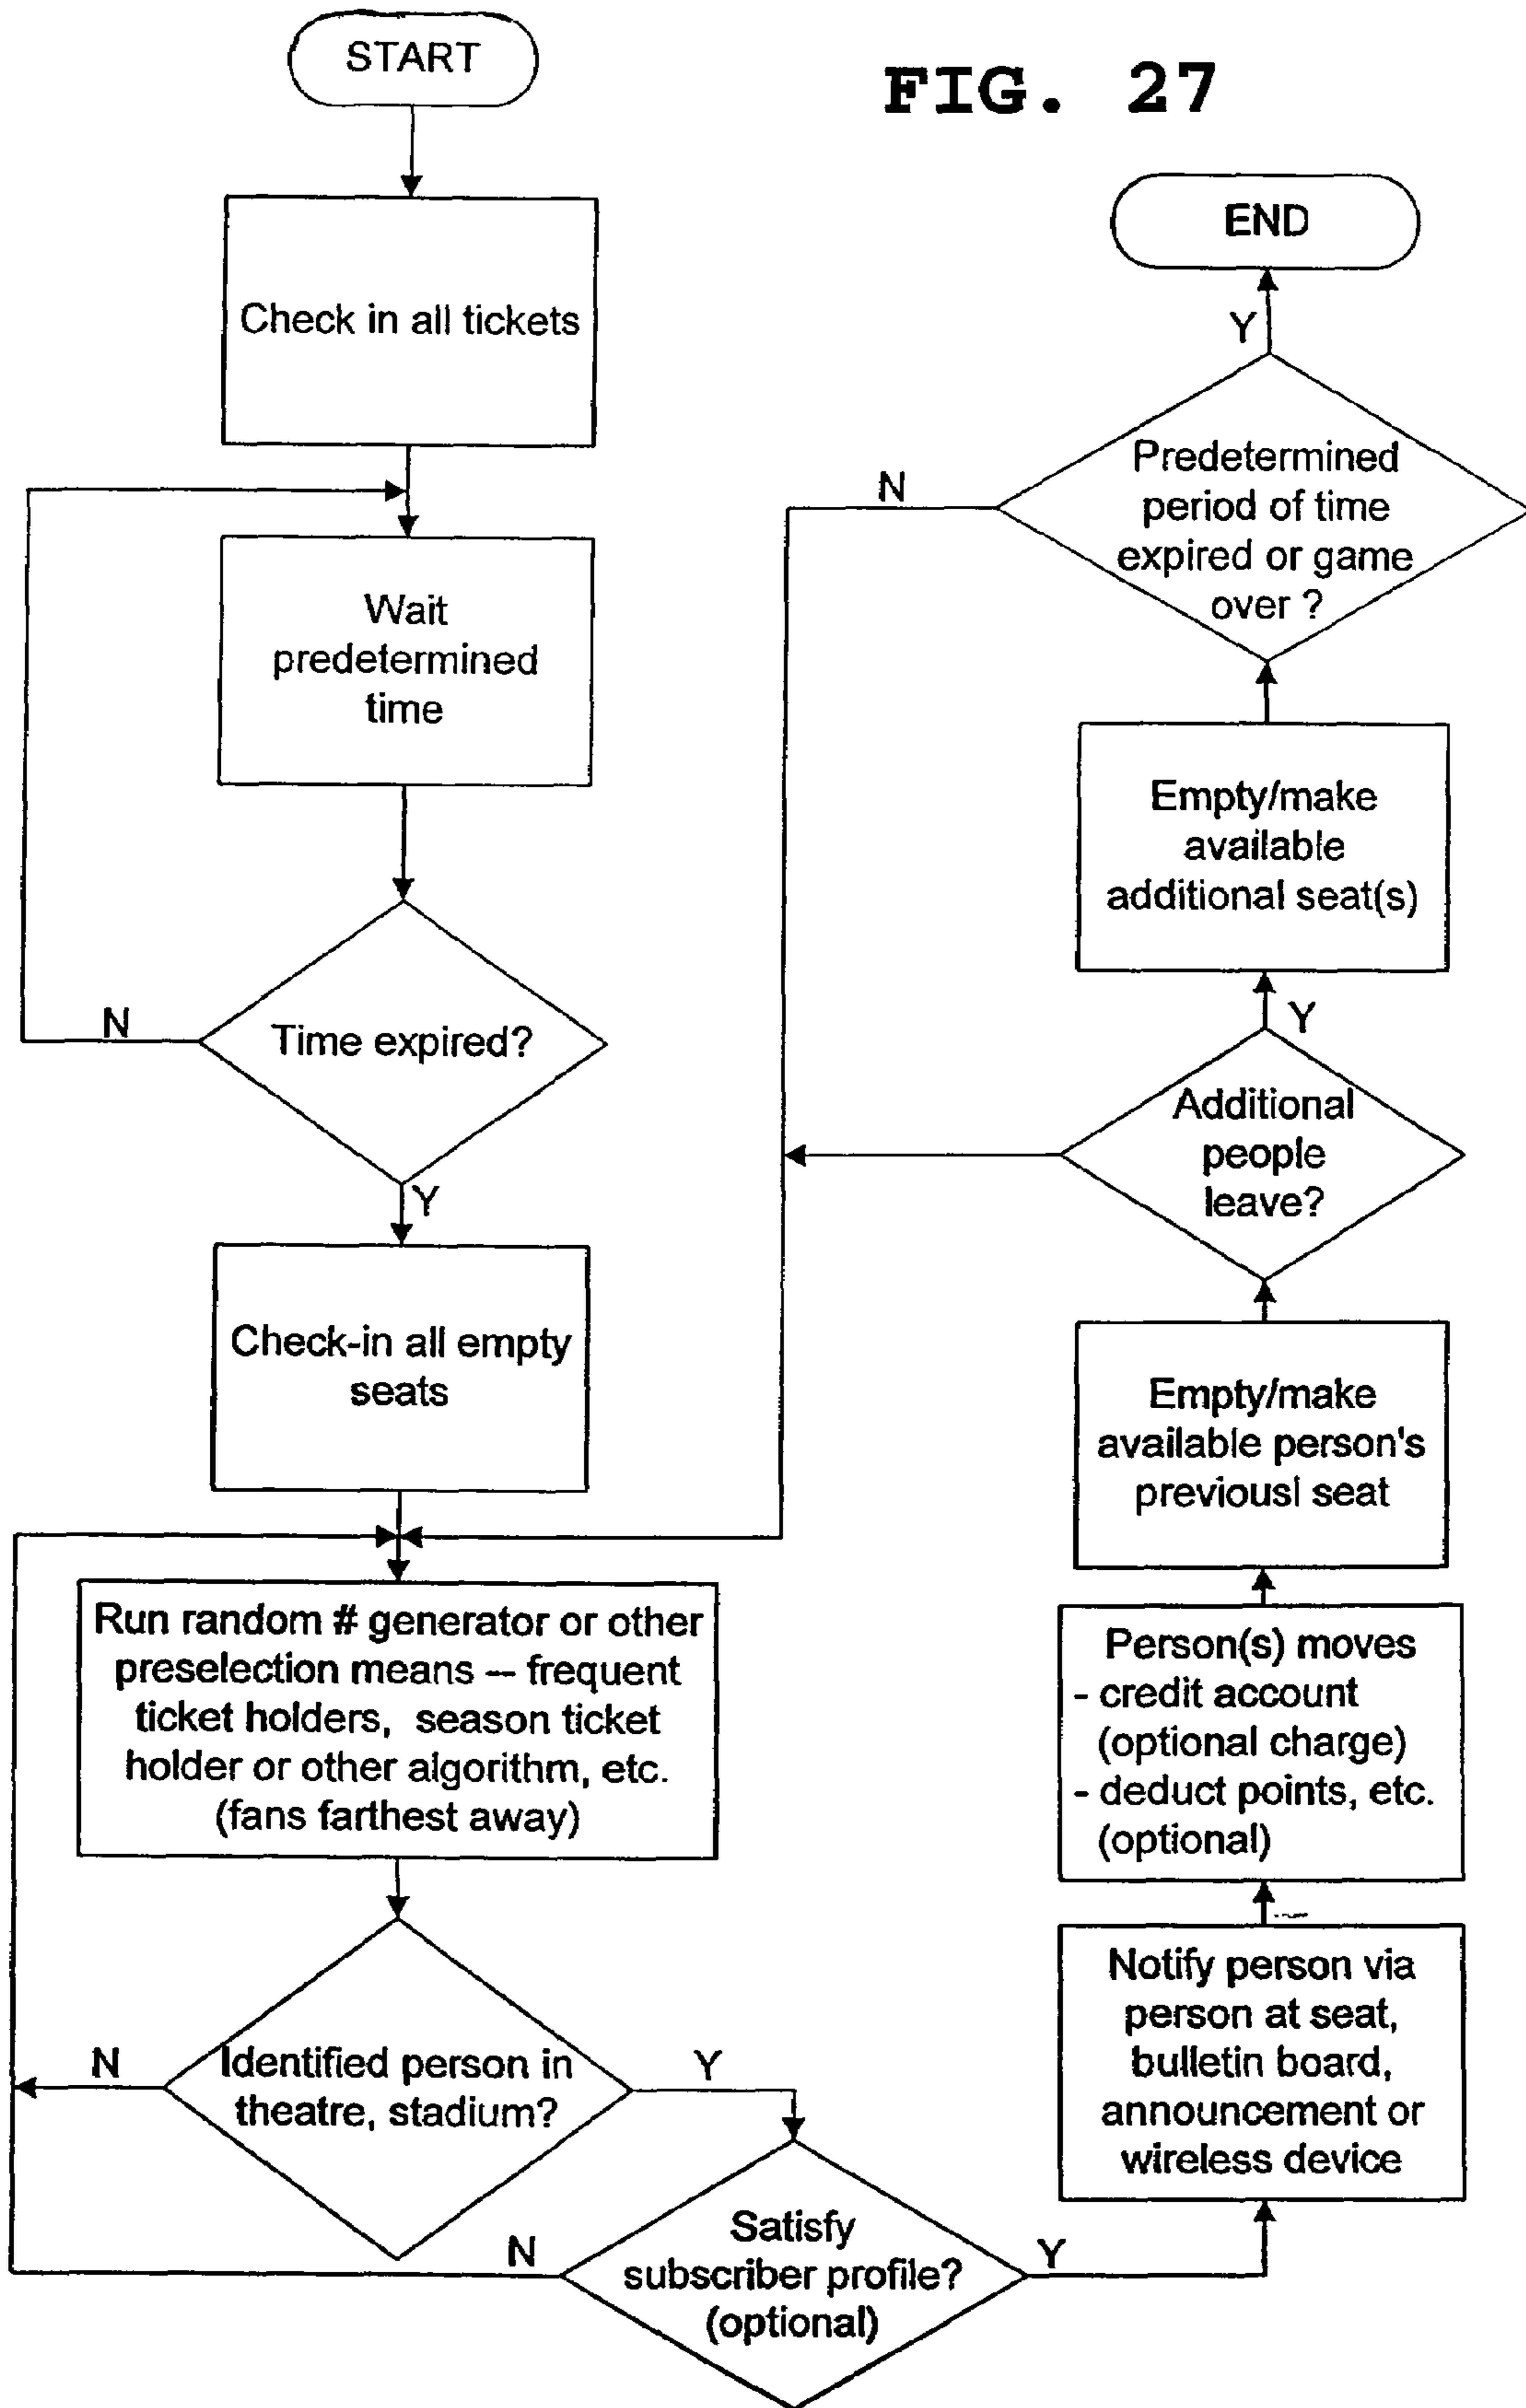 START
FIG. 27
Check in all tickets
Wait
predetermined
time
Time expired?
N
Y
Check-in all empty
seats
Run random # generator or other
preselection means -- frequent
ticket holders, season ticket
holder or other algorithm, etc.
(fans farthest away)
Identified person in
theatre, stadium?
N
Y
Satisfy
subscriber profile?
(optional)
N
Y
Notify person via
person at seat,
bulletin board,
announcement or
wireless device
Person(s) moves
- credit account
(optional charge)
- deduct points, etc.
(optional)
Empty/make
available person's
previousl seat
Additional
people
leave?
Y
Empty/make
available
additional seat(s)
Predetermined
period of time
expired or game
over ?
N
Y
END